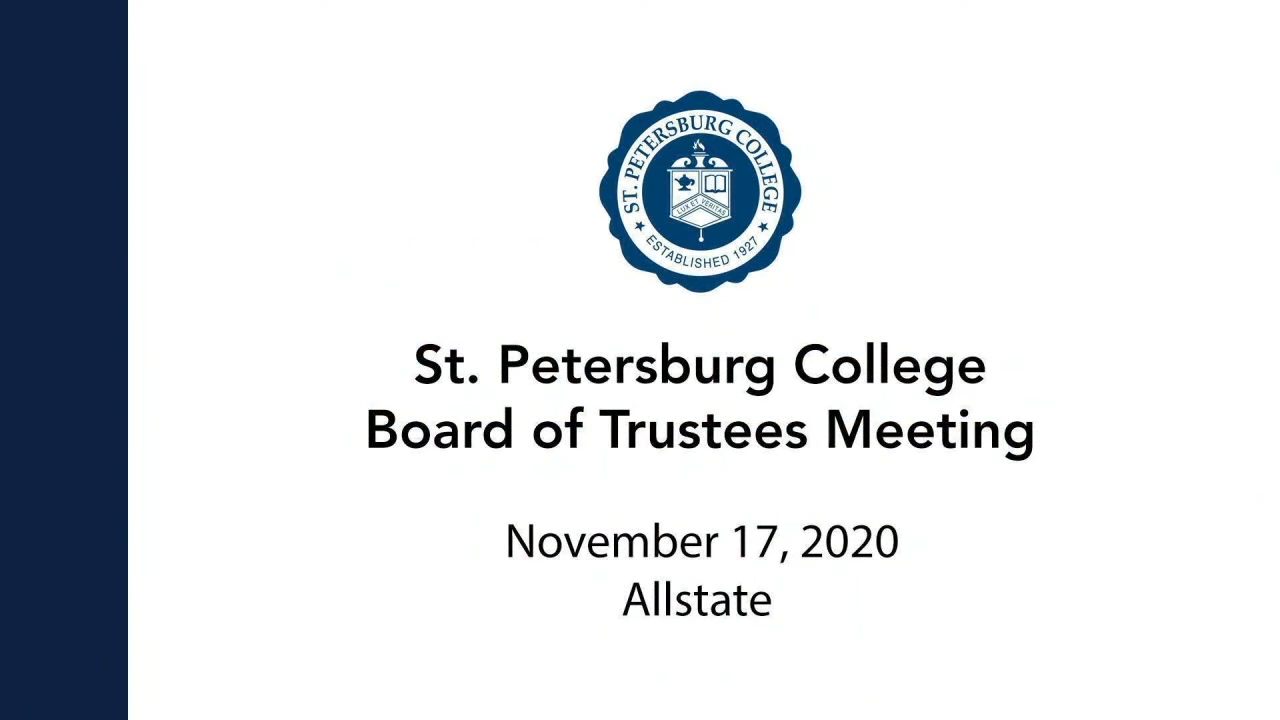 ST. PETERSBURG COLLEGE
LUX ET VERITAS
★ ESTABLISHED 1927 ★
St. Petersburg College
Board of Trustees Meeting
November 17, 2020
Allstate